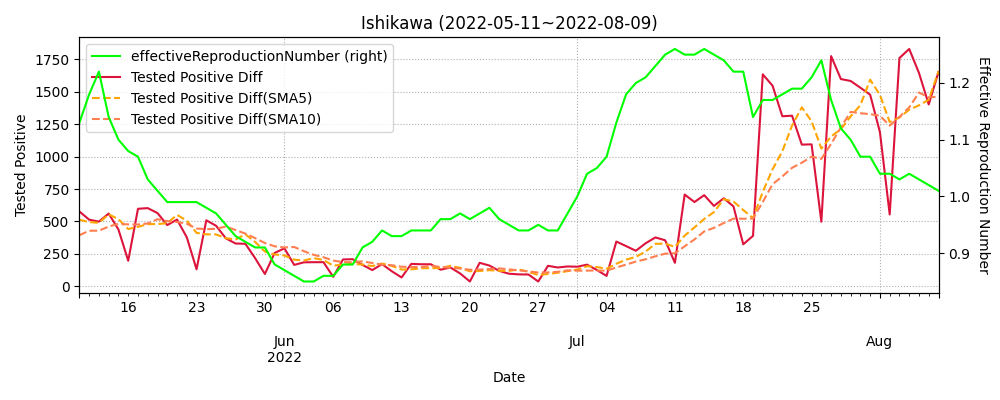 Ishikawa (2022-05-11~2022-08-09)
effectiveReproductionNumber (right)
Tested Positive Diff
Tested Positive Diff(SMA5)
Tested Positive Diff(SMA10)
Tested Positive
1750
1500
1250
1000
750
500
250
0
1.2
1.1
1.0
0.9
Effective Reproduction Number
16 23 30 06 13 20 27 04 11 18 25
Jun Jul Aug
2022
Date